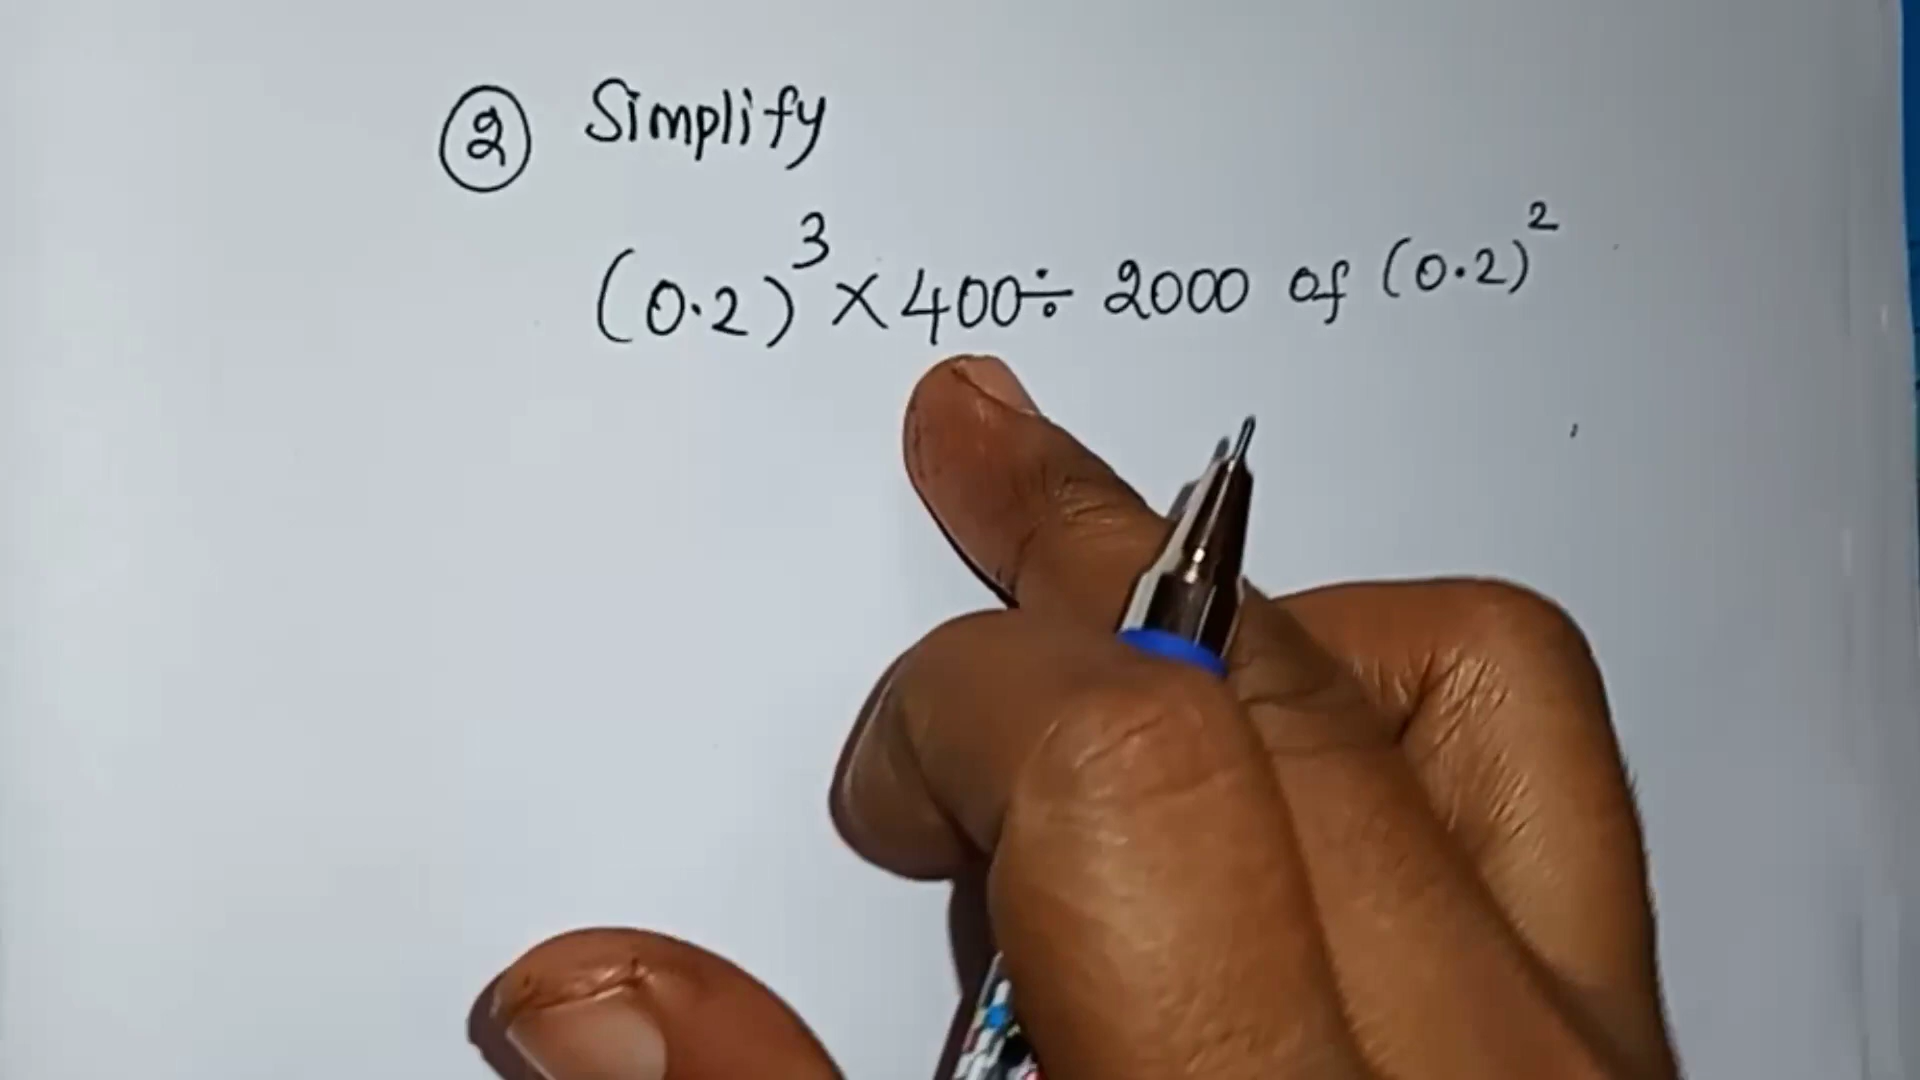 ② Simplify
(0.2)³ × 400 ÷ 2000 of (0.2)²